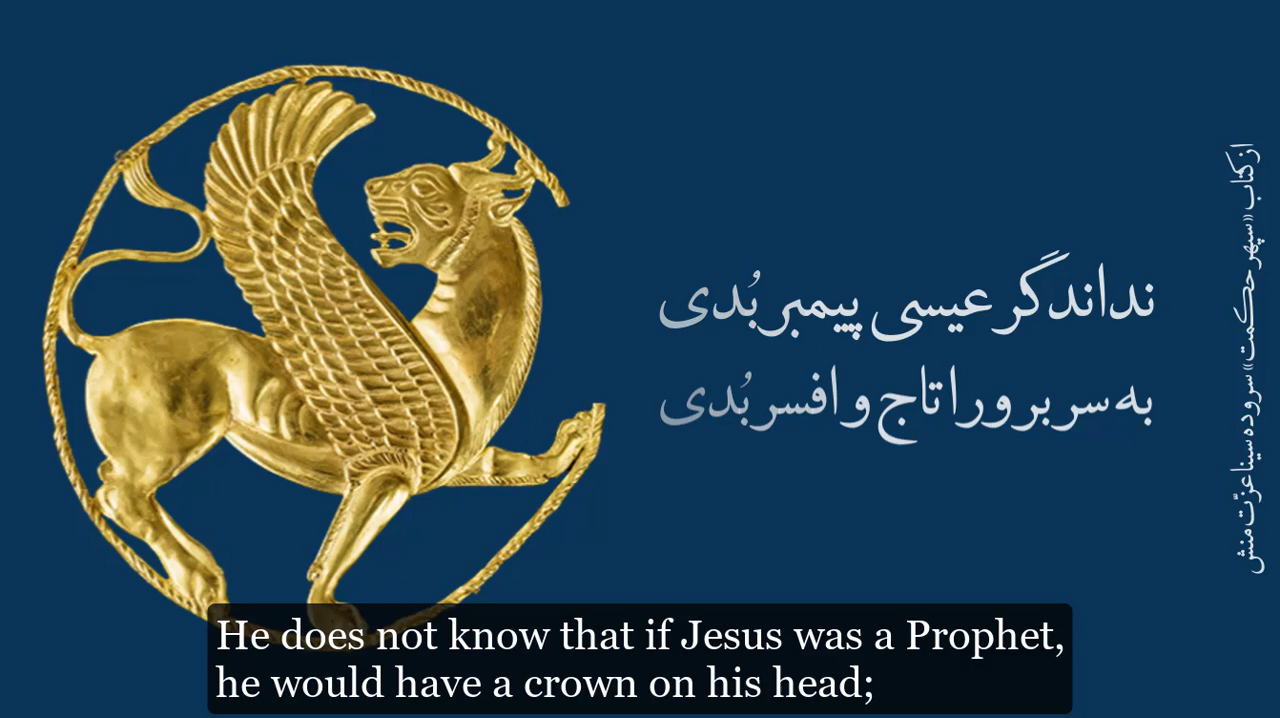 نداند گر عیسی پیمبر بُدی
به سر بر ورا تاج و افسر بُدی
از کتاب «سپهر حکمت» سروده سینا عزّت منش
He does not know that if Jesus was a Prophet,
he would have a crown on his head;